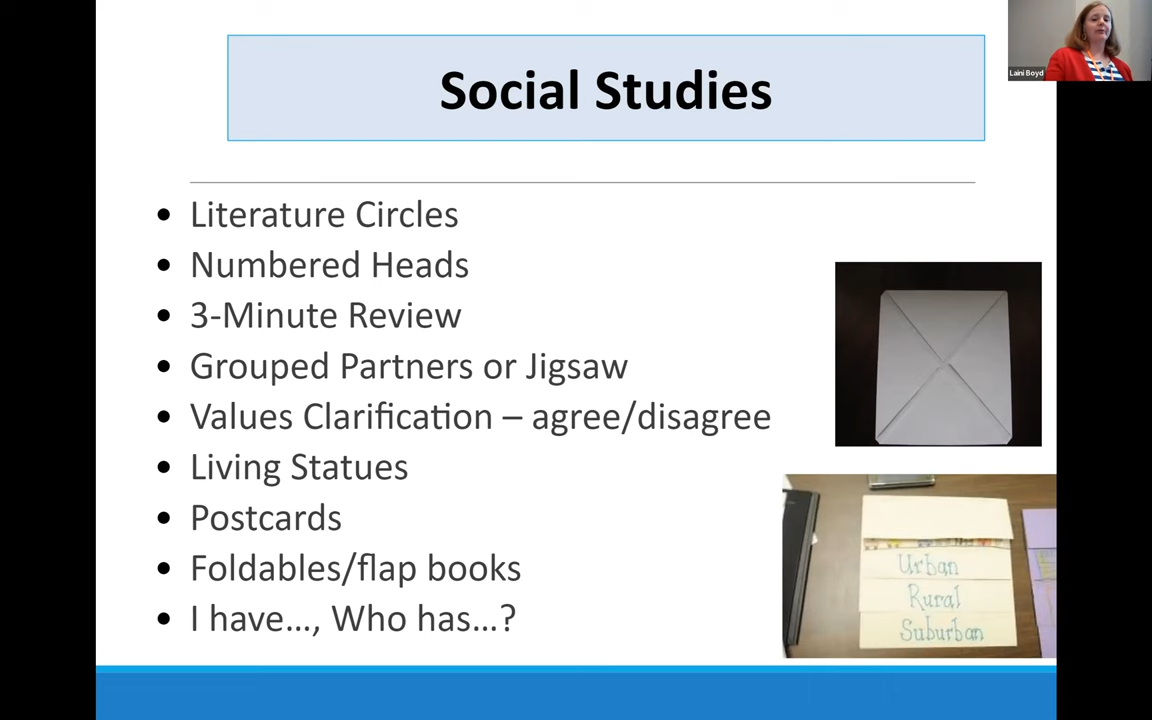 Social Studies
Laini Boyd
• Literature Circles
• Numbered Heads
• 3-Minute Review
• Grouped Partners or Jigsaw
• Values Clarification – agree/disagree
• Living Statues
• Postcards
• Foldables/flap books
• I have…, Who has…?
Urban
Rural
Suburban